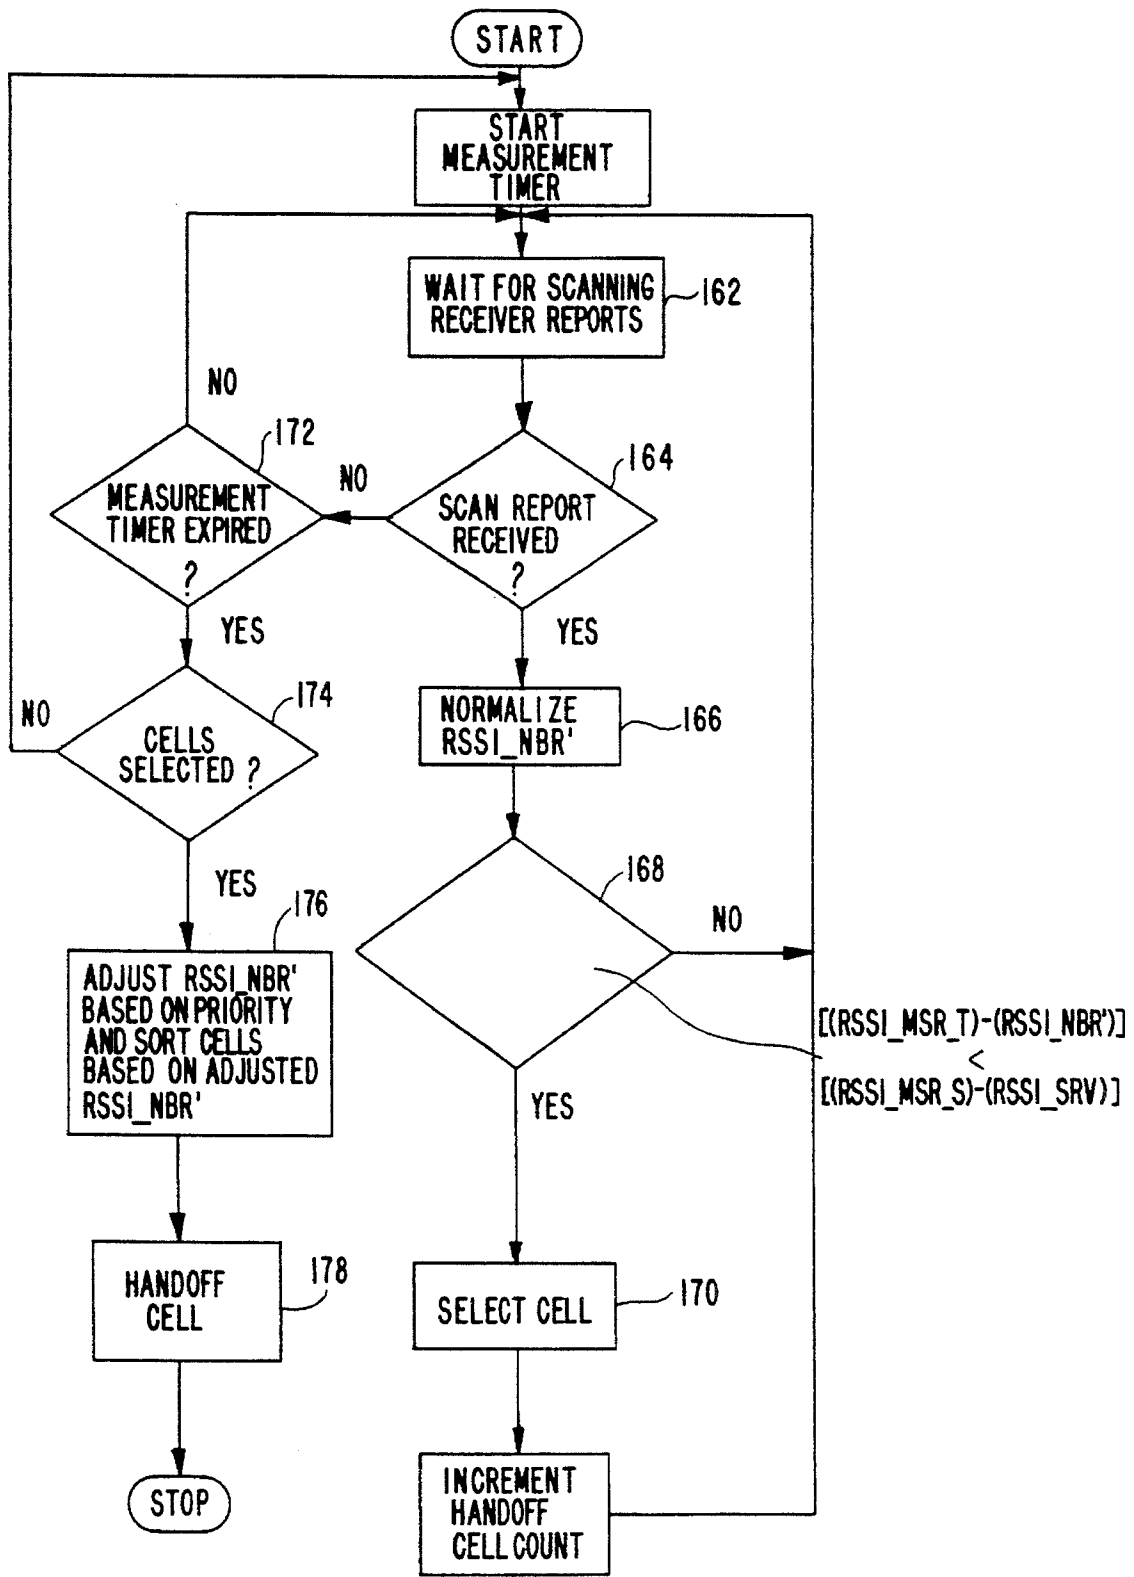 START
START
MEASUREMENT
TIMER
WAIT FOR SCANNING
RECEIVER REPORTS
162
NO
172
MEASUREMENT
TIMER EXPIRED
?
NO
164
SCAN REPORT
RECEIVED
?
YES
YES
174
NO
CELLS
SELECTED ?
NORMALIZE
RSSI_NBR'
166
YES
168
NO
176
ADJUST RSSI_NBR'
BASED ON PRIORITY
AND SORT CELLS
BASED ON ADJUSTED
RSSI_NBR'
[(RSSI_MSR_T)-(RSSI_NBR')]
<
[(RSSI_MSR_S)-(RSSI_SRV)]
YES
HANDOFF
CELL
178
SELECT CELL
170
STOP
INCREMENT
HANDOFF
CELL COUNT